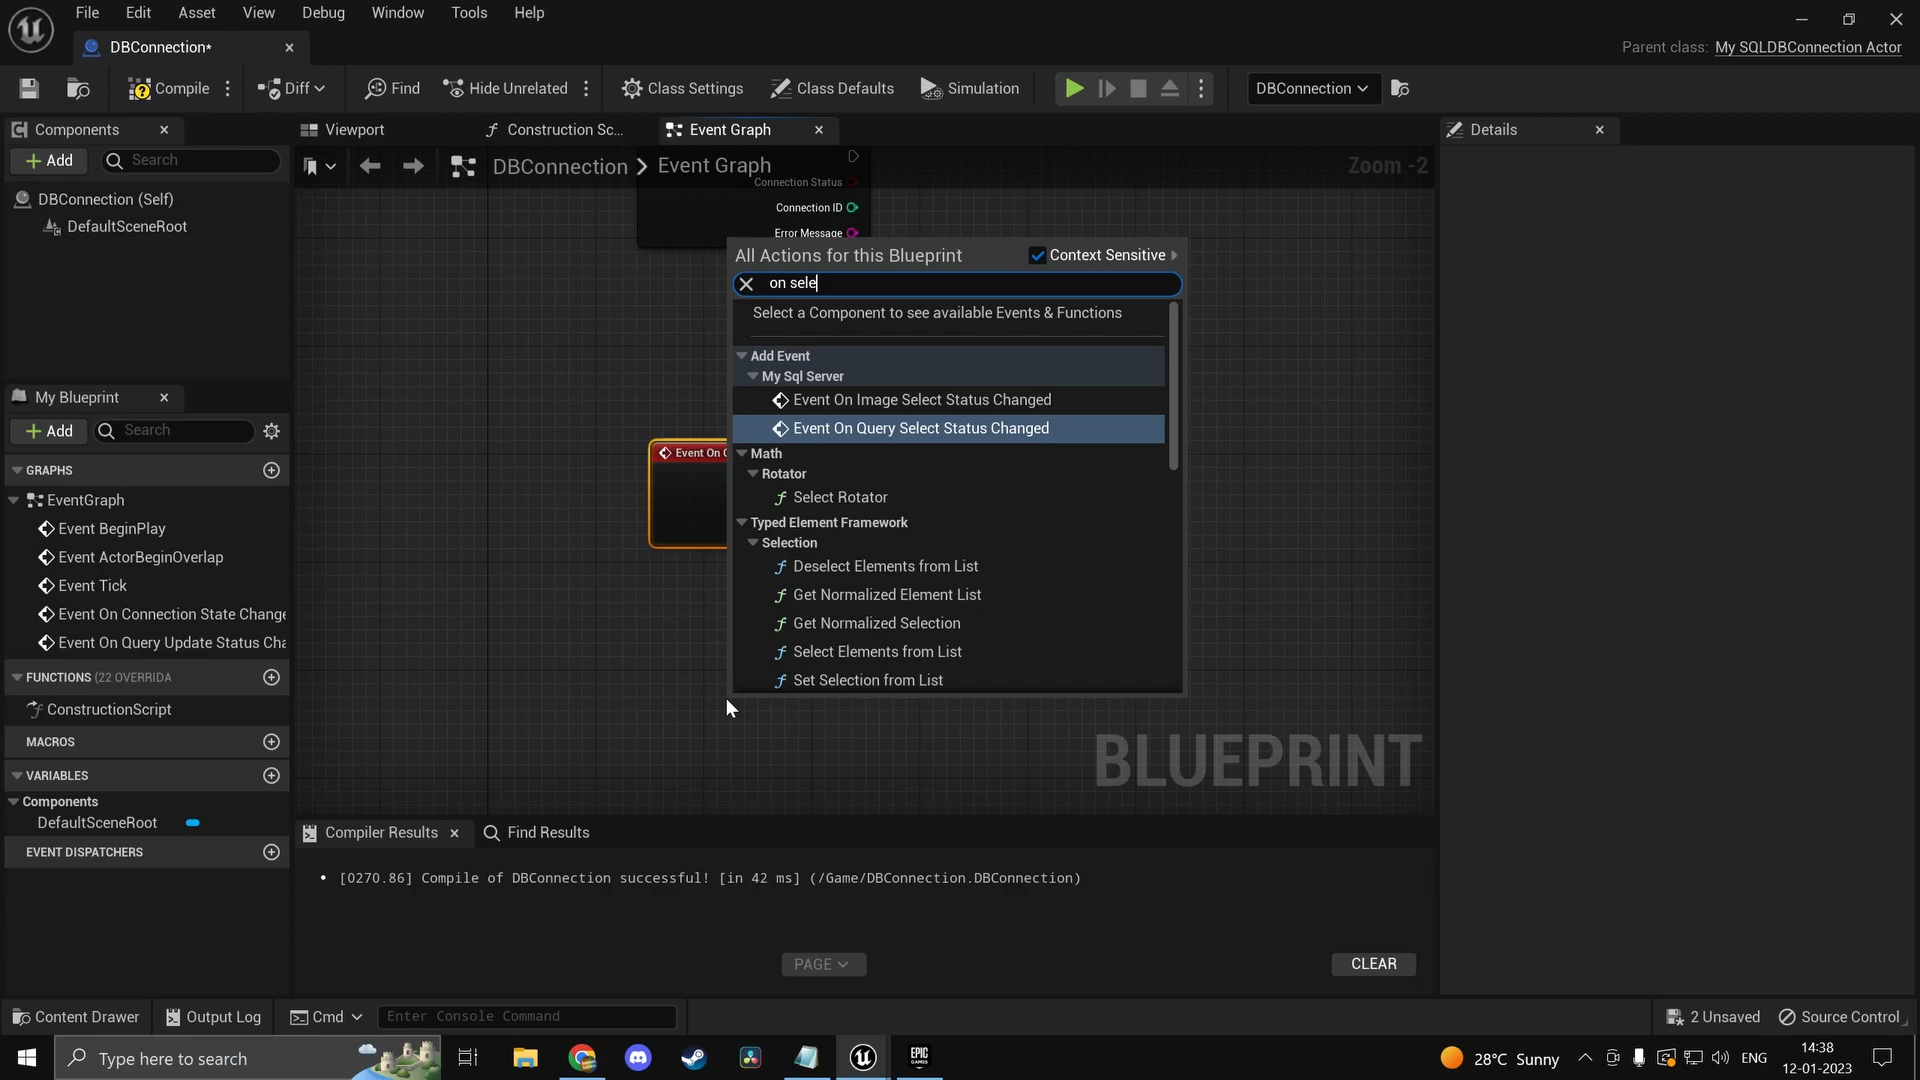 File Edit Asset View Debug Window Tools Help
DBConnection*
Parent class: My SQLDBConnection Actor
Compile Diff Find Hide Unrelated Class Settings Class Defaults Simulation DBConnection
Components
Add Search
DBConnection (Self)
DefaultSceneRoot
My Blueprint
Add Search
GRAPHS
EventGraph
Event BeginPlay
Event ActorBeginOverlap
Event Tick
Event On Connection State Change
Event On Query Update Status Cha
FUNCTIONS (22 OVERRIDA
ConstructionScript
MACROS
VARIABLES
Components
DefaultSceneRoot
EVENT DISPATCHERS
Viewport Construction Sc... Event Graph
DBConnection > Event Graph
Zoom -2
Connection Status
Connection ID
Error Message
Event On
All Actions for this Blueprint Context Sensitive
on sele
Select a Component to see available Events & Functions
Add Event
My Sql Server
Event On Image Select Status Changed
Event On Query Select Status Changed
Math
Rotator
Select Rotator
Typed Element Framework
Selection
Deselect Elements from List
Get Normalized Element List
Get Normalized Selection
Select Elements from List
Set Selection from List
BLUEPRINT
Compiler Results Find Results
[0270.86] Compile of DBConnection successful! [in 42 ms] (/Game/DBConnection.DBConnection)
PAGE
CLEAR
Details
Content Drawer Output Log Cmd Enter Console Command 2 Unsaved Source Control
Type here to search
EPIC
GAMES
28°C Sunny
ENG
14:38
12-01-2023